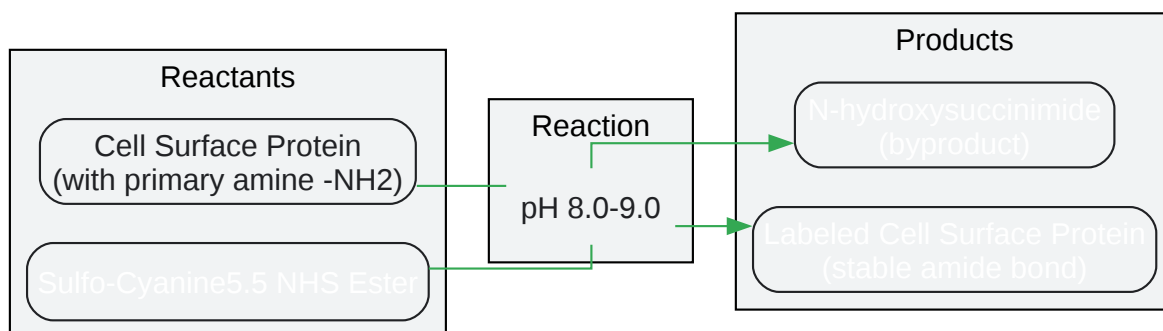 Reactants
Cell Surface Protein
(with primary amine -NH2)
Sulfo-Cyanine5.5 NHS Ester
Reaction
pH 8.0-9.0
Products
N-hydroxysuccinimide
(byproduct)
Labeled Cell Surface Protein
(stable amide bond)